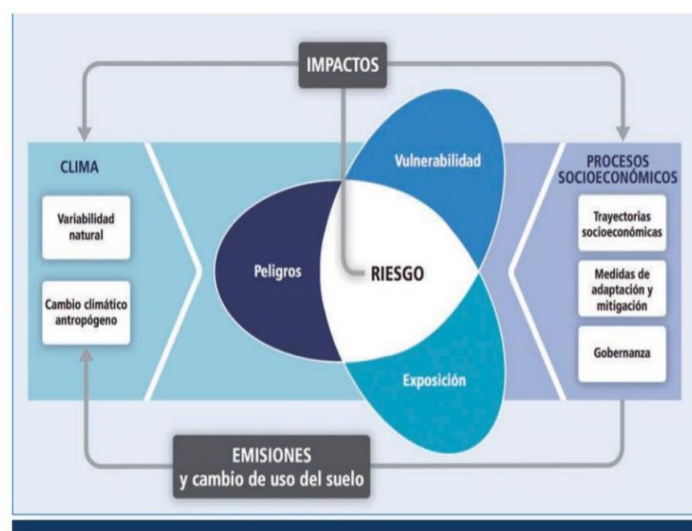 IMPACTOS
CLIMA
Variabilidad
natural
Cambio climático
antropógeno
Peligros
Vulnerabilidad
RIESGO
Exposición
PROCESOS
SOCIOECONÓMICOS
Trayectorias
socioeconómicas
Medidas de
adaptación y
mitigación
Gobernanza
EMISIONES
y cambio de uso del suelo